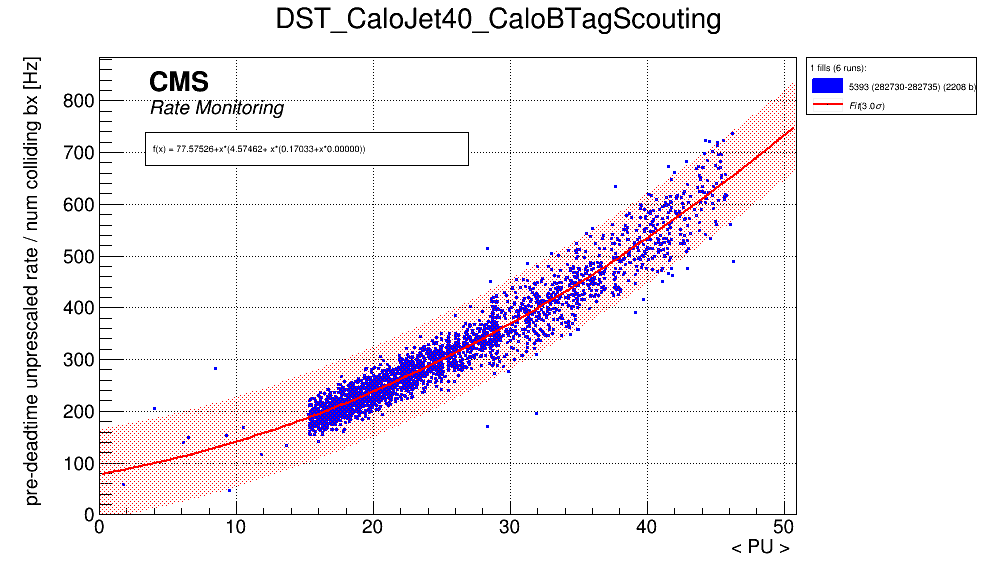 DST_CaloJet40_CaloBTagScouting
pre-deadtime unprescaled rate / num colliding bx [Hz]
CMS
Rate Monitoring
f(x) = 77.57526+x*(4.57462+ x*(0.17033+x*0.00000))
800
700
600
500
400
300
200
100
0
0 10 20 30 40 50
< PU >
1 fills (6 runs):
5393 (282730-282735) (2208 b)
Fit(3.0σ)